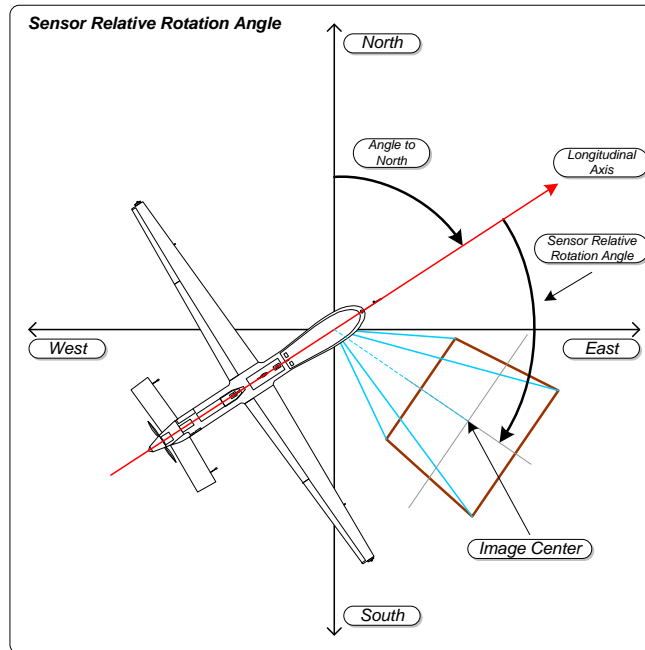 Sensor Relative Rotation Angle
North
Angle to
North
Longitudinal
Axis
Sensor Relative
Rotation Angle
West
East
Image Center
South